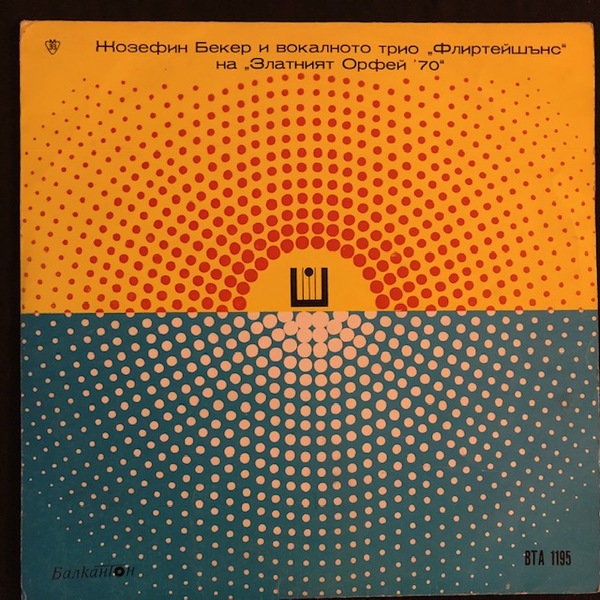 Жозефин Бекер и вокалното трио „Флиртейшънс“
на „Златният Орфей '70“
Балкантон
ВТА 1195